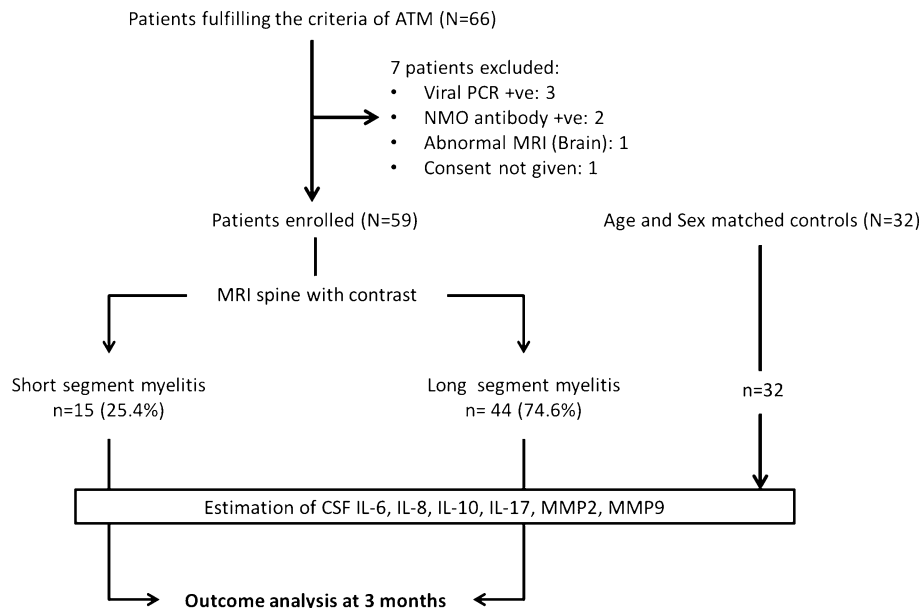 Patients fulfilling the criteria of ATM (N=66)
7 patients excluded:
• Viral PCR +ve: 3
• NMO antibody +ve: 2
• Abnormal MRI (Brain): 1
• Consent not given: 1
Patients enrolled (N=59)
Age and Sex matched controls (N=32)
MRI spine with contrast
Short segment myelitis
n=15 (25.4%)
Long segment myelitis
n= 44 (74.6%)
n=32
Estimation of CSF IL-6, IL-8, IL-10, IL-17, MMP2, MMP9
Outcome analysis at 3 months